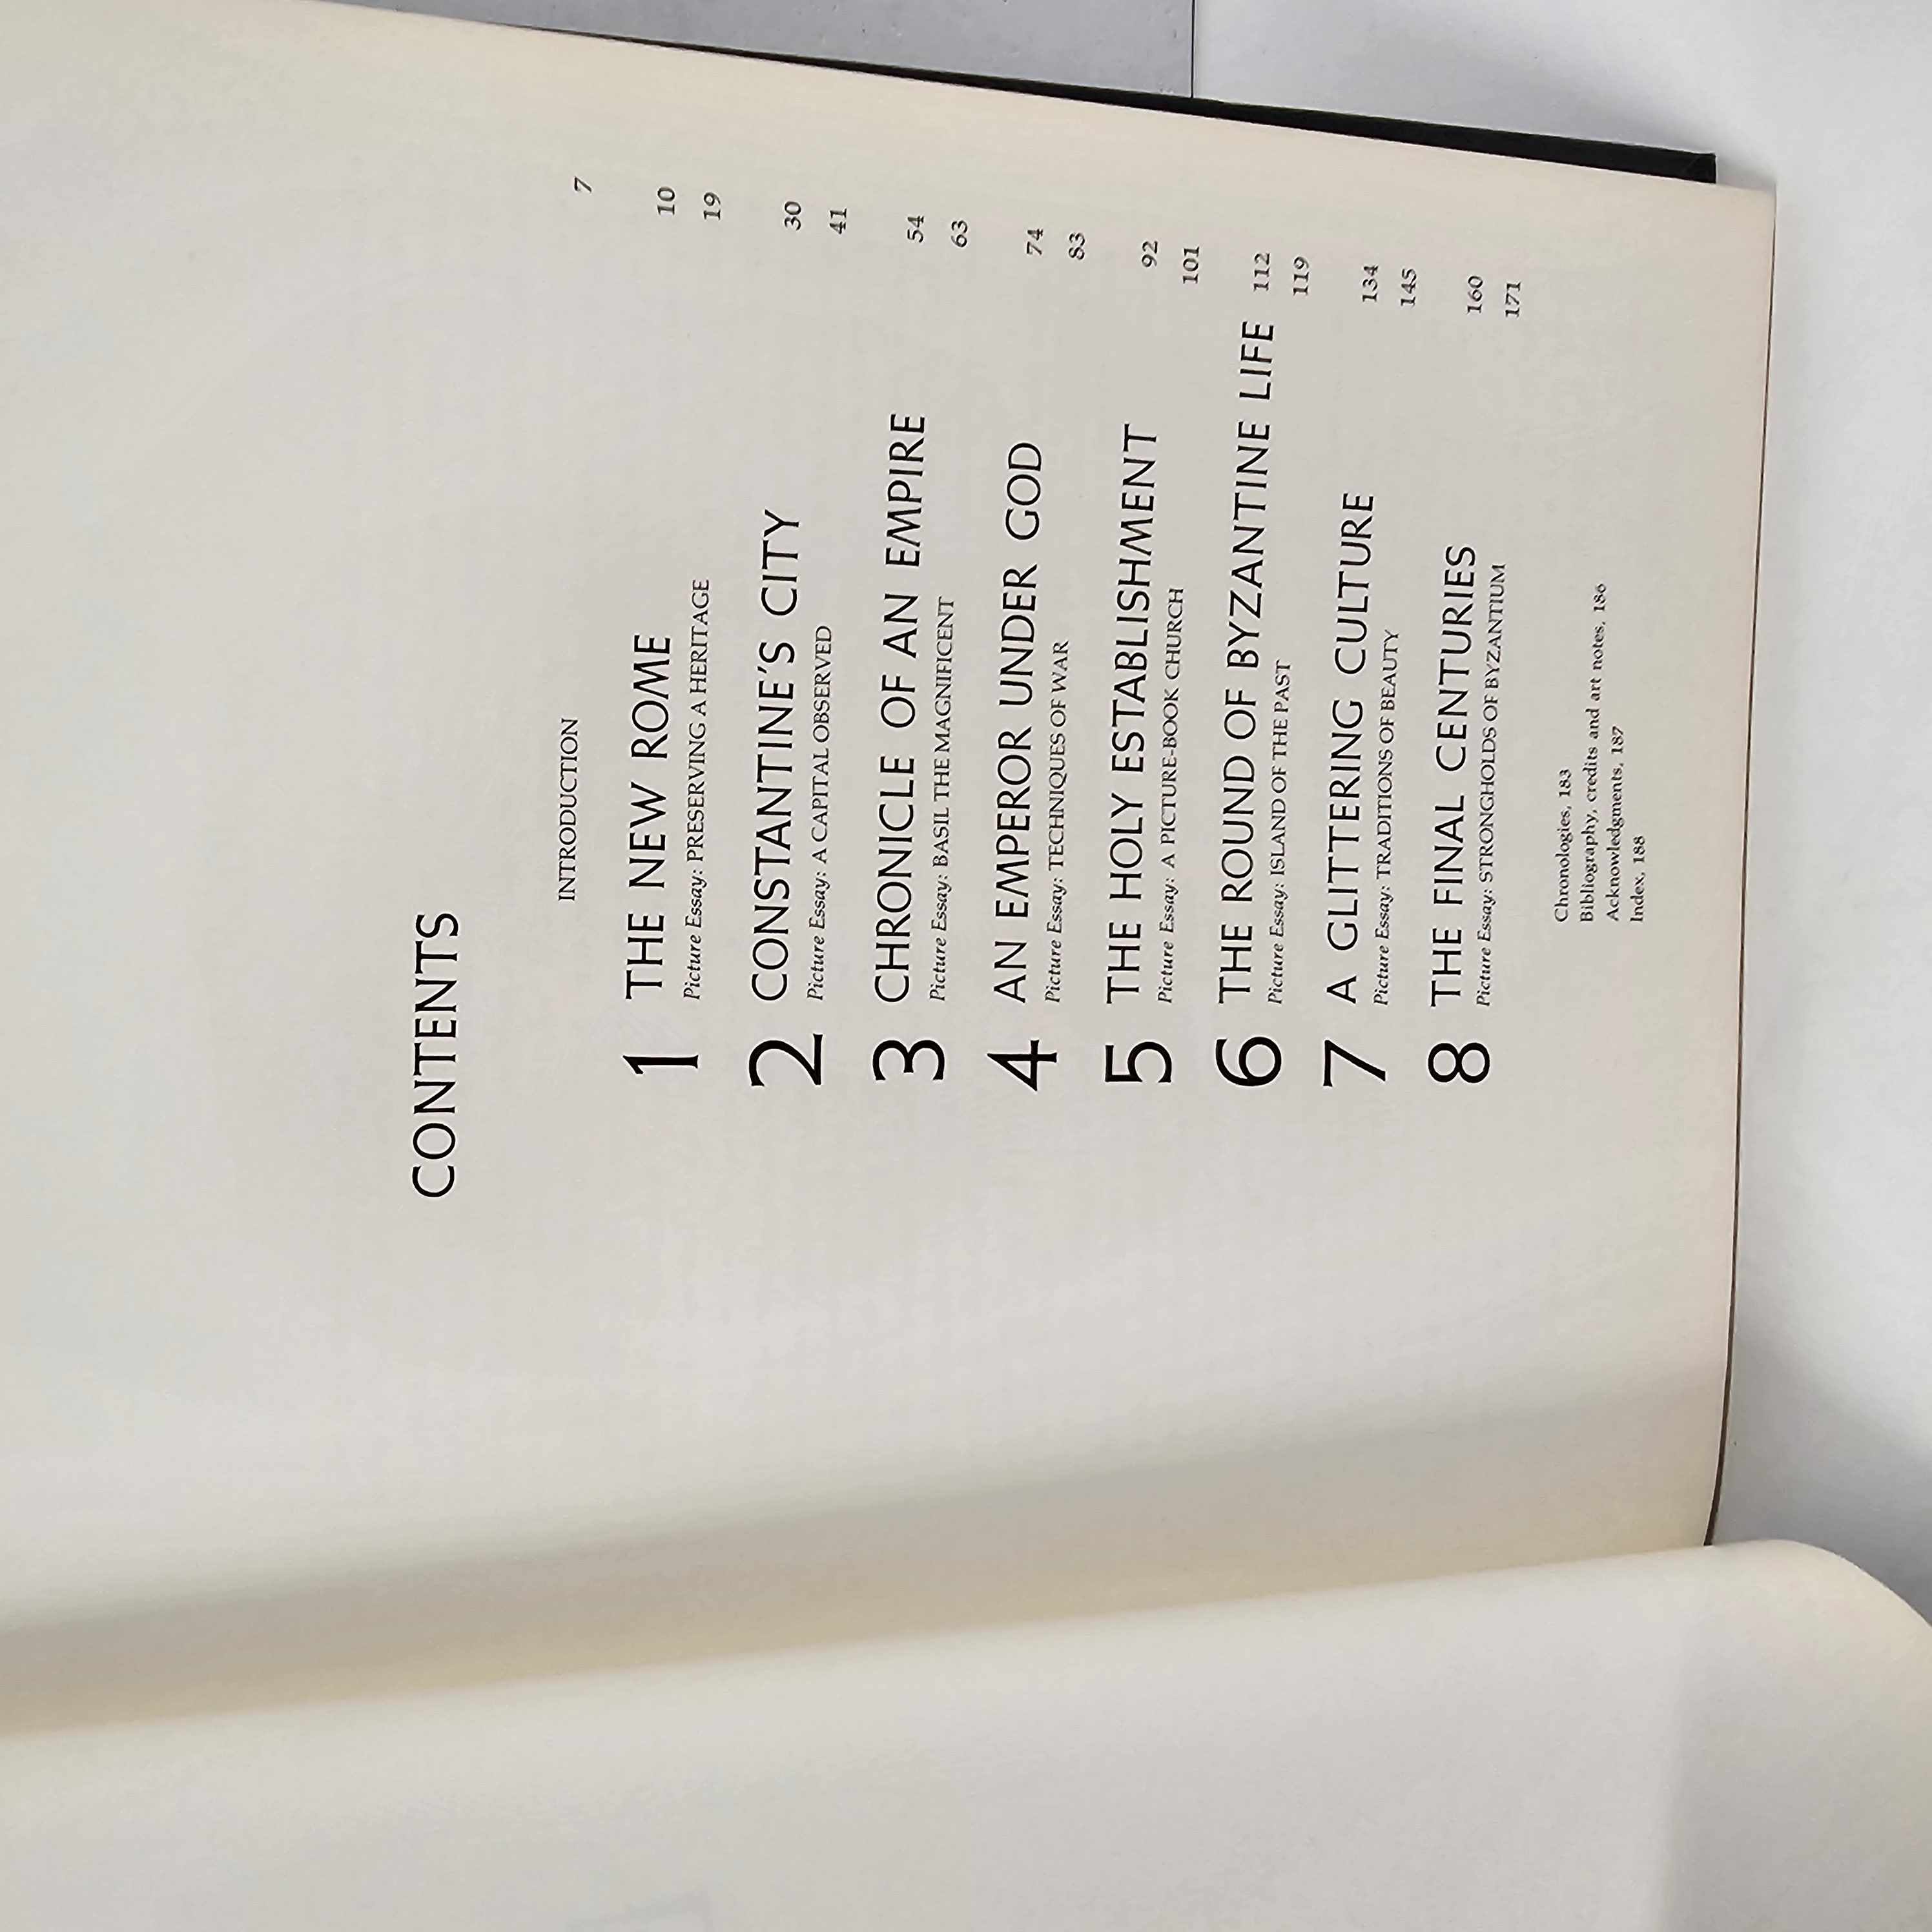 CONTENTS
INTRODUCTION 7
1 THE NEW ROME 10
Picture Essay: PRESERVING A HERITAGE 19
2 CONSTANTINE'S CITY 30
Picture Essay: A CAPITAL OBSERVED 41
3 CHRONICLE OF AN EMPIRE 54
Picture Essay: BASIL THE MAGNIFICENT 63
4 AN EMPEROR UNDER GOD 74
Picture Essay: TECHNIQUES OF WAR 83
5 THE HOLY ESTABLISHMENT 92
Picture Essay: A PICTURE-BOOK CHURCH 101
6 THE ROUND OF BYZANTINE LIFE 112
Picture Essay: ISLAND OF THE PAST 119
7 A GLITTERING CULTURE 134
Picture Essay: TRADITIONS OF BEAUTY 145
8 THE FINAL CENTURIES 160
Picture Essay: STRONGHOLDS OF BYZANTIUM 171
Chronologies, 183
Bibliography, credits and art notes, 186
Acknowledgments, 187
Index, 188